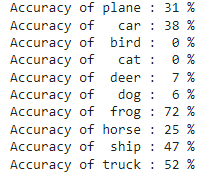 Accuracy of plane : 31 %
Accuracy of   car : 38 %
Accuracy of  bird :  0 %
Accuracy of   cat :  0 %
Accuracy of  deer :  7 %
Accuracy of   dog :  6 %
Accuracy of  frog : 72 %
Accuracy of horse : 25 %
Accuracy of  ship : 47 %
Accuracy of truck : 52 %